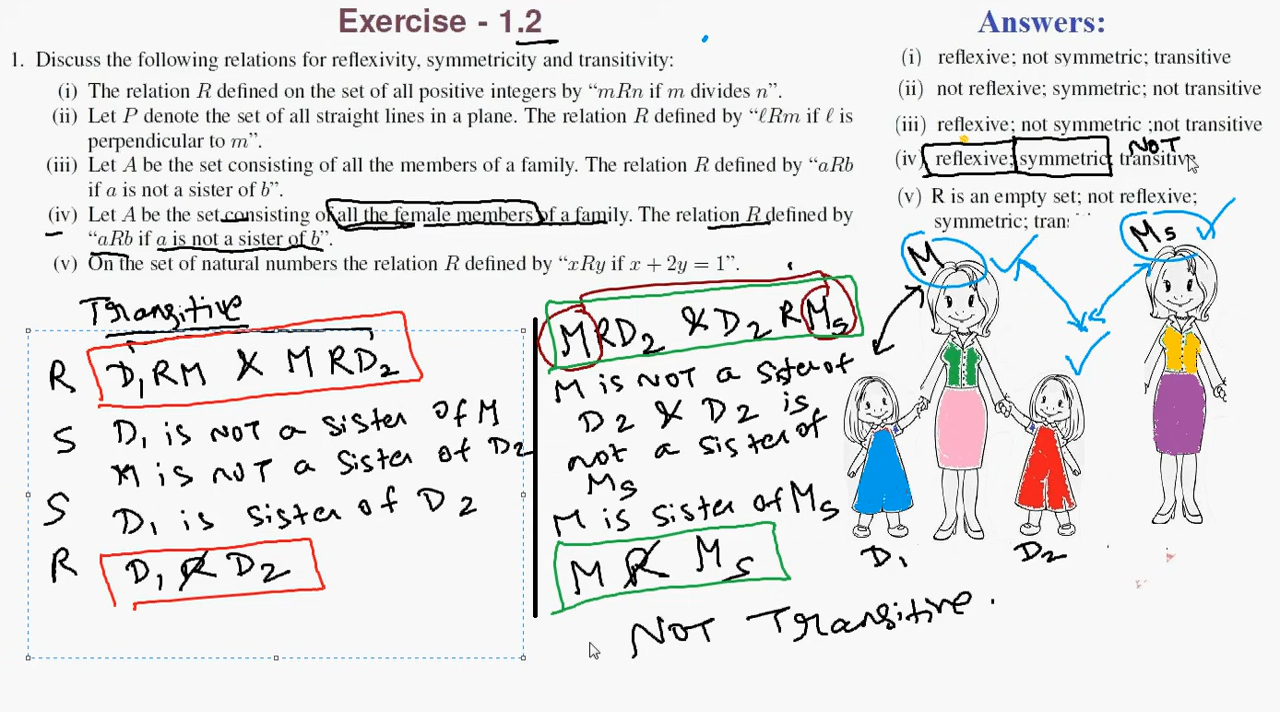 Exercise - 1.2
1. Discuss the following relations for reflexivity, symmetricity and transitivity:
(i) The relation R defined on the set of all positive integers by “mRn if m divides n”.
(ii) Let P denote the set of all straight lines in a plane. The relation R defined by “ℓRm if ℓ is
perpendicular to m”.
(iii) Let A be the set consisting of all the members of a family. The relation R defined by “aRb
if a is not a sister of b”.
(iv) Let A be the set consisting of all the female members of a family. The relation R defined by
“aRb if a is not a sister of b”.
(v) On the set of natural numbers the relation R defined by “xRy if x + 2y = 1”.
Answers:
(i) reflexive; not symmetric; transitive
(ii) not reflexive; symmetric; not transitive
(iii) reflexive; not symmetric ;not transitive
NOT
(iv) reflexive; symmetric; transitive
(v) R is an empty set; not reflexive;
symmetric; tran
Transitive
R D1 R M & M R D2
S D1 is NOT a sister of M
M is NOT a sister of D2
S D1 is sister of D2
R D1 R̸ D2
M R D2 & D2 R Ms
M is NOT a sister of
D2 & D2 is
not a sister of
Ms
M is sister of Ms
M R̸ Ms
NOT Transitive.
M
Ms
D1
D2